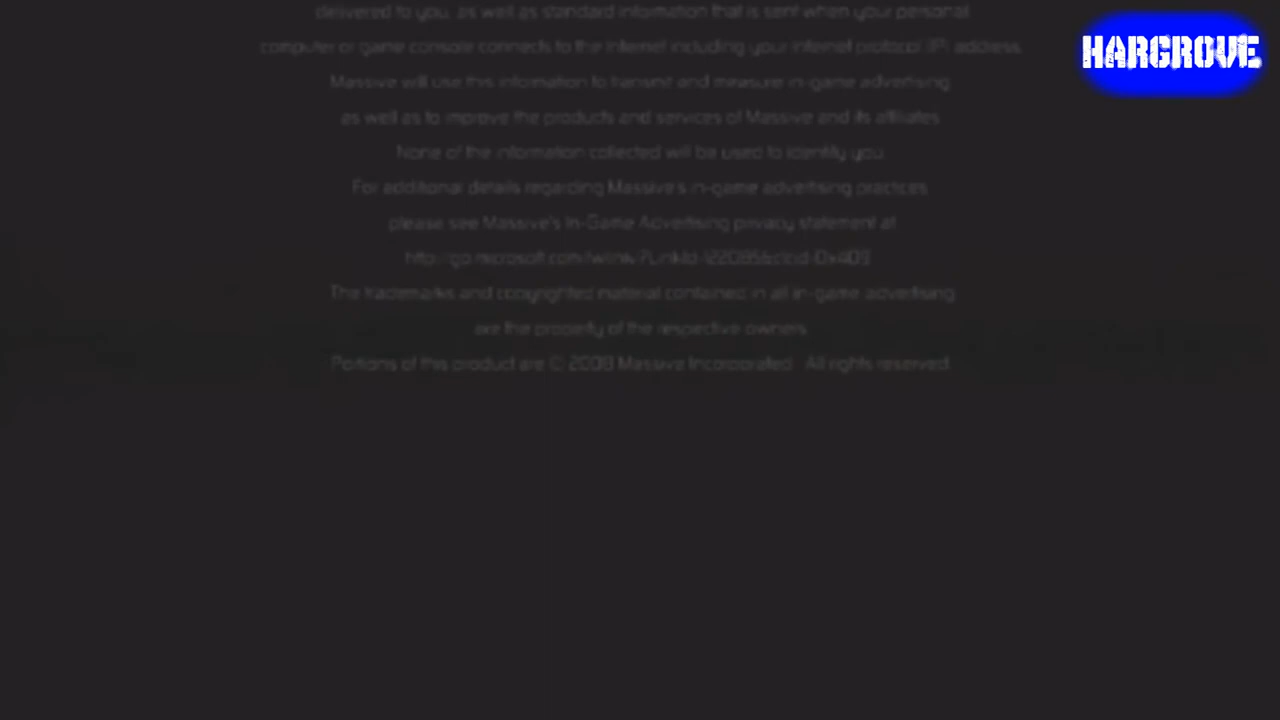 delivered to you, as well as standard information that is sent when your personal
HARGROVE
computer or game console connects to the Internet including your Internet protocol (IP) address.
Massive will use this information to transmit and measure in-game advertising,
as well as to improve the products and services of Massive and its affiliates.
None of the information collected will be used to identify you.
For additional details regarding Massive's in-game advertising practices,
please see Massive's In-Game Advertising privacy statement at
The trademarks and copyrighted material contained in all in-game advertising
are the property of the respective owners.
Portions of this product are © 2008 Massive Incorporated. All rights reserved.